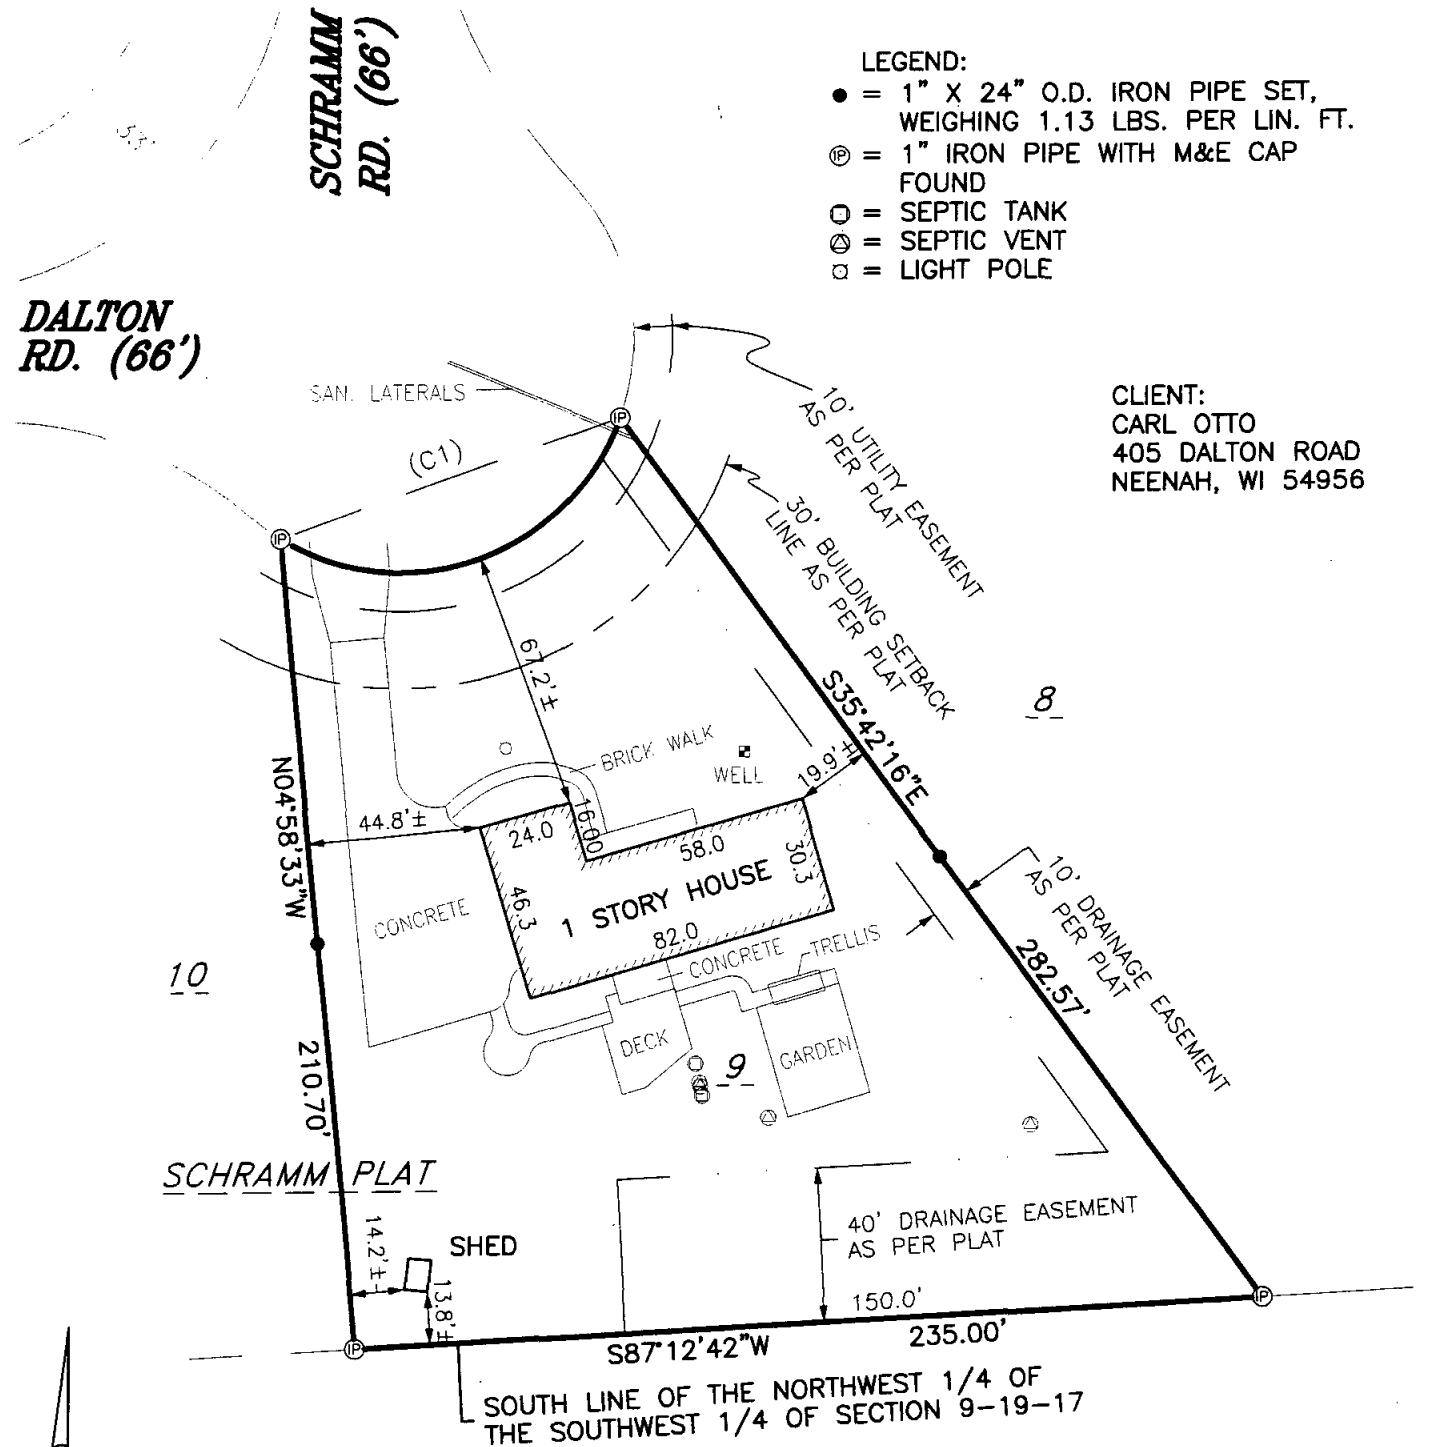 SCHRAMM
RD. (66')
LEGEND:
● = 1" X 24" O.D. IRON PIPE SET,
WEIGHING 1.13 LBS. PER LIN. FT.
IP = 1" IRON PIPE WITH M&E CAP
FOUND
= SEPTIC TANK
= SEPTIC VENT
= LIGHT POLE
DALTON
RD. (66')
SAN. LATERALS
IP
(C1)
IP
10' UTILITY EASEMENT
AS PER PLAT
CLIENT:
CARL OTTO
405 DALTON ROAD
NEENAH, WI 54956
30' BUILDING SETBACK
LINE AS PER PLAT
67.2'±
S35°42'16"E
8
BRICK WALK
WELL
19.9'±
N04°58'33"W
44.8'±
24.0
16.00
58.0
30.3
46.3
1 STORY HOUSE
82.0
CONCRETE
CONCRETE
TRELLIS
10' DRAINAGE EASEMENT
AS PER PLAT
282.57'
10
DECK
9
GARDEN
210.70'
SCHRAMM PLAT
14.2'±
SHED
13.8'±
40' DRAINAGE EASEMENT
AS PER PLAT
150.0'
IP
IP
S87°12'42"W
235.00'
SOUTH LINE OF THE NORTHWEST 1/4 OF
THE SOUTHWEST 1/4 OF SECTION 9-19-17